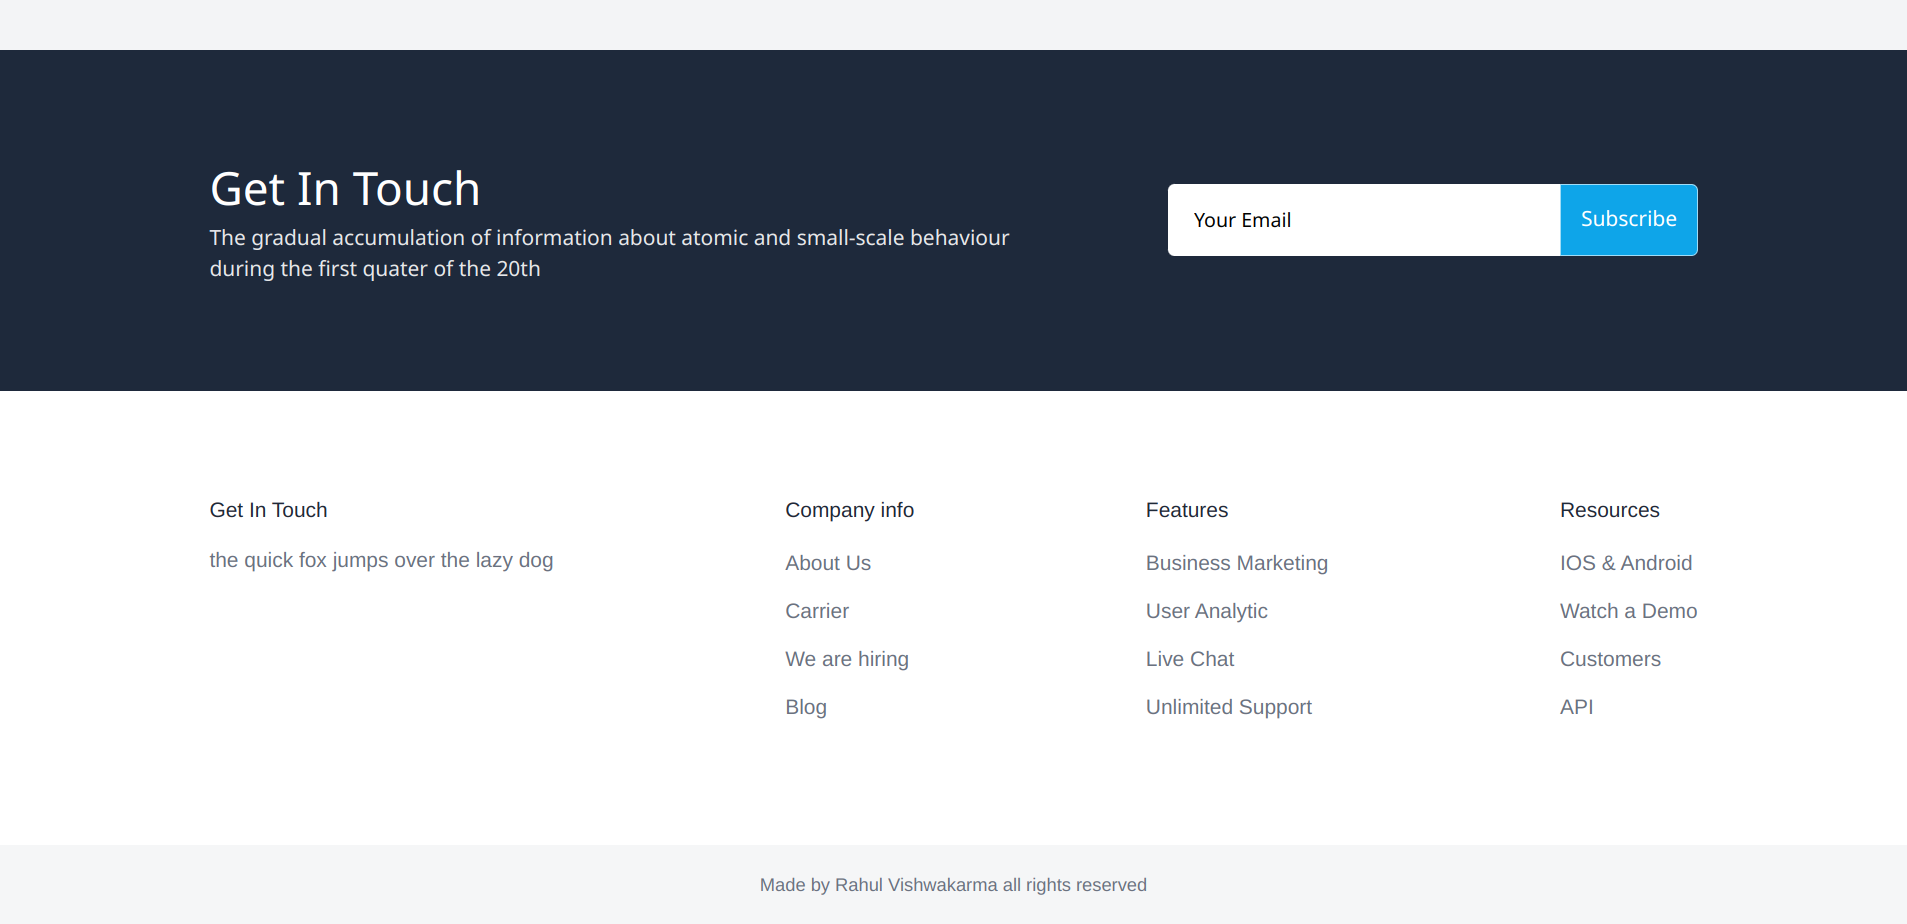 Get In Touch
The gradual accumulation of information about atomic and small-scale behaviour
during the first quater of the 20th
Your Email
Subscribe
Get In Touch
the quick fox jumps over the lazy dog
Company info
About Us
Carrier
We are hiring
Blog
Features
Business Marketing
User Analytic
Live Chat
Unlimited Support
Resources
IOS & Android
Watch a Demo
Customers
API
Made by Rahul Vishwakarma all rights reserved